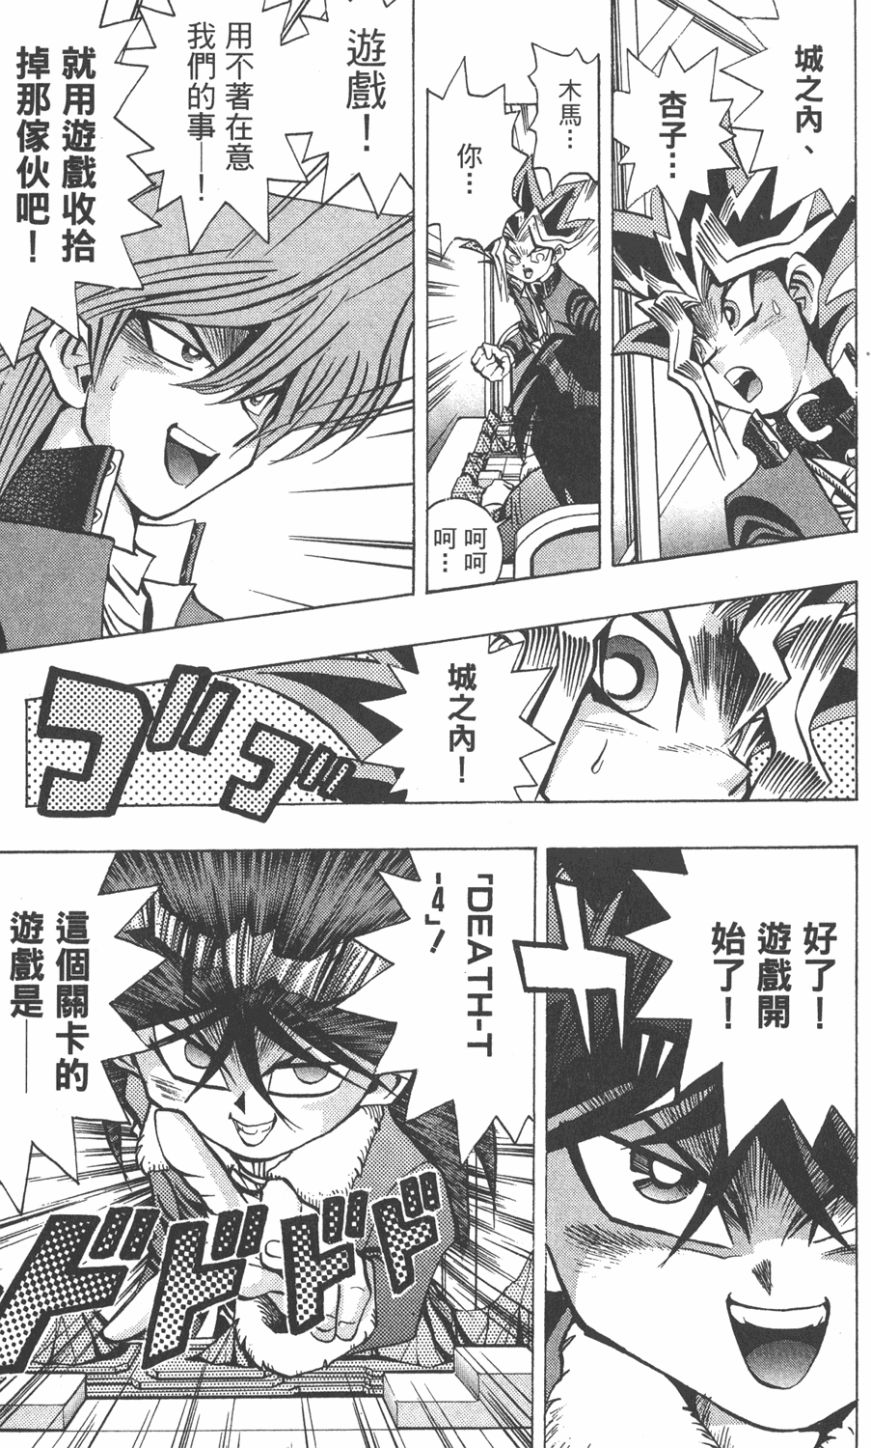 城之內、
杏子…
木馬…
你…
呵呵
呵…
遊戲！
用不著在意
我們的事──！
就用遊戲收拾
掉那傢伙吧！
城之內！
ゴゴ
好了！
遊戲開
始了！
「DEATH-T
-4」！
這個關卡的
遊戲是──
ドドドド